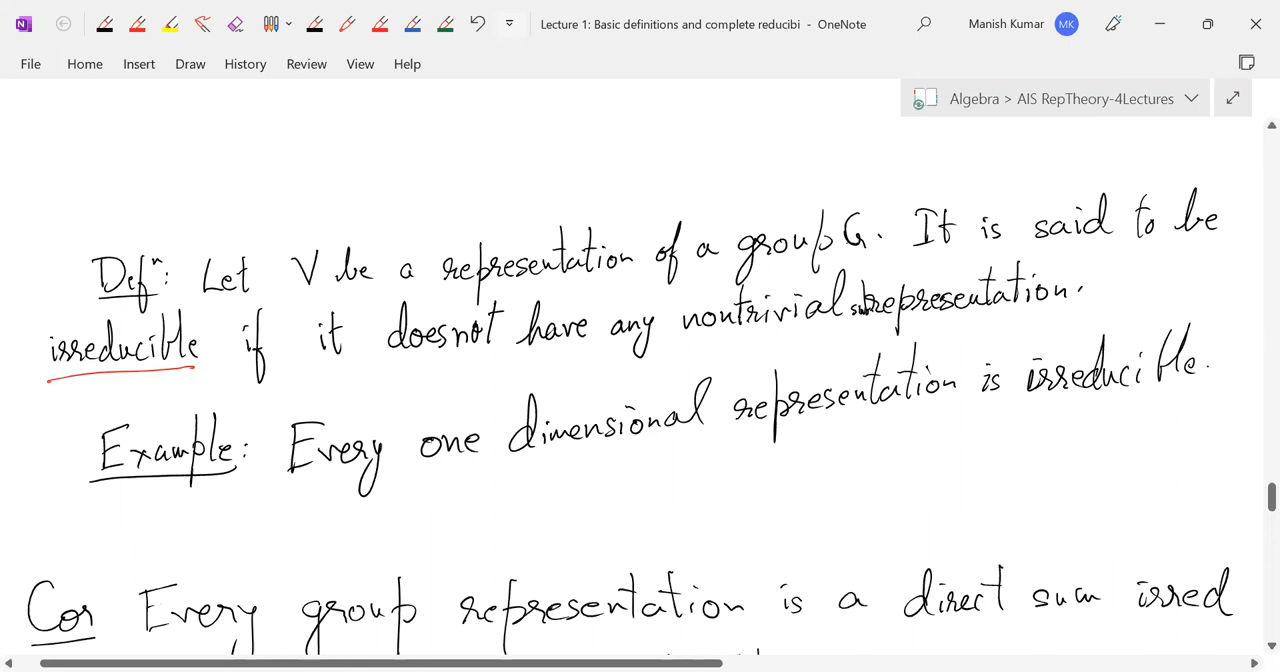 Lecture 1: Basic definitions and complete reducibi - OneNote
Manish Kumar
MK
File Home Insert Draw History Review View Help
Algebra > AIS RepTheory-4Lectures
Defⁿ: Let V be a representation of a group G. It is said to be
irreducible if it doesnot have any nontrivial subrepresentation.
Example: Every one dimensional representation is irreducible.
Cor Every group representation is a direct sum irred